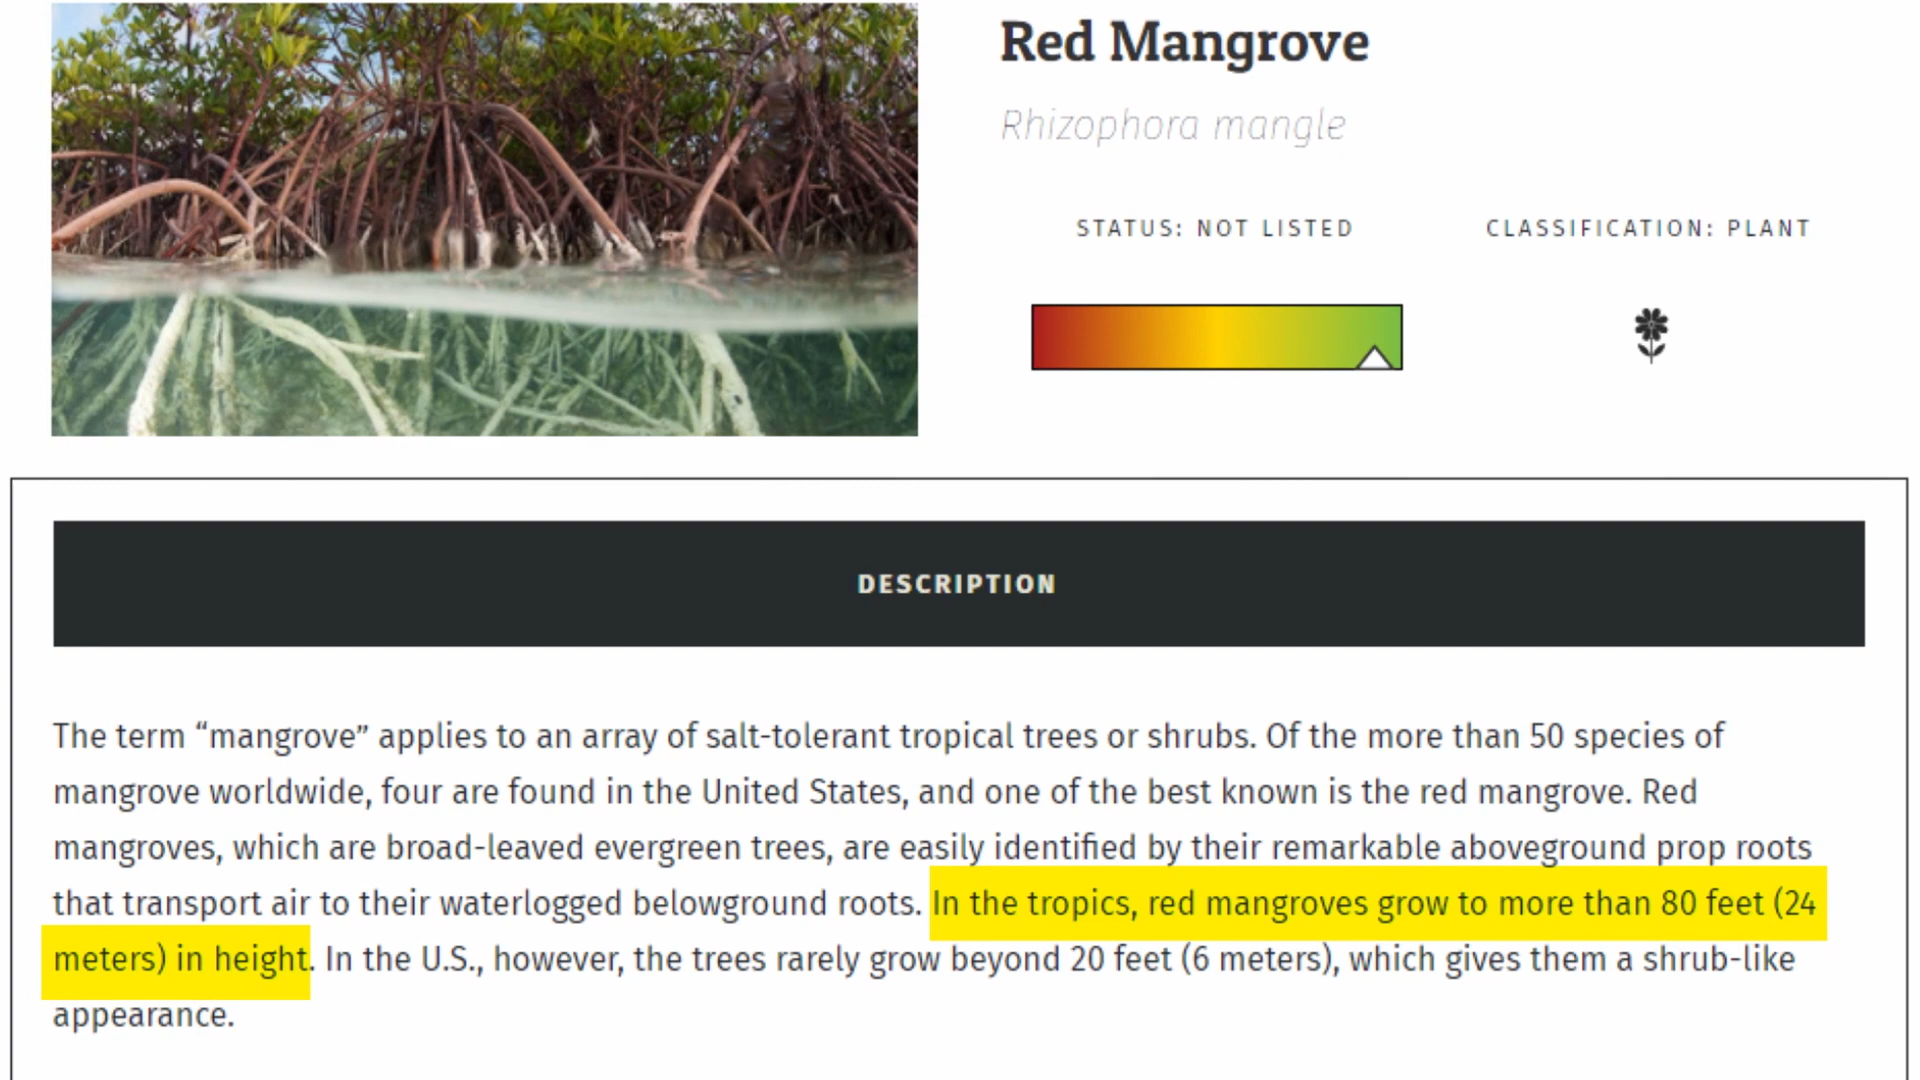 Red Mangrove
Rhizophora mangle
STATUS: NOT LISTED
CLASSIFICATION: PLANT
DESCRIPTION
The term “mangrove” applies to an array of salt-tolerant tropical trees or shrubs. Of the more than 50 species of
mangrove worldwide, four are found in the United States, and one of the best known is the red mangrove. Red
mangroves, which are broad-leaved evergreen trees, are easily identified by their remarkable aboveground prop roots
that transport air to their waterlogged belowground roots. In the tropics, red mangroves grow to more than 80 feet (24
meters) in height. In the U.S., however, the trees rarely grow beyond 20 feet (6 meters), which gives them a shrub-like
appearance.